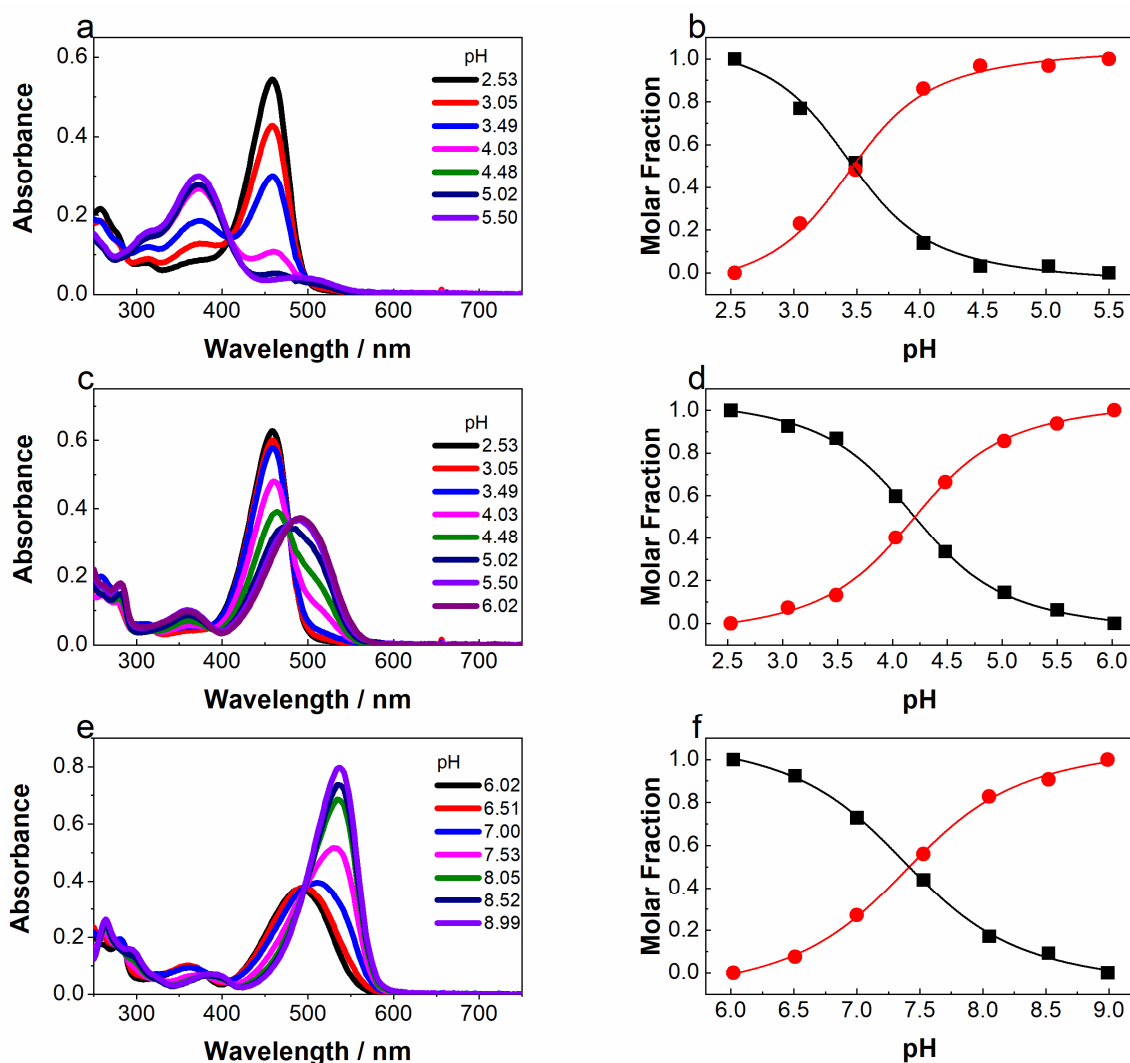 a
pH
2.53
3.05
3.49
4.03
4.48
5.02
5.50
Absorbance
0.6
0.4
0.2
0.0
300 400 500 600 700
Wavelength / nm
b
Molar Fraction
1.0
0.8
0.6
0.4
0.2
0.0
2.5 3.0 3.5 4.0 4.5 5.0 5.5
pH
c
pH
2.53
3.05
3.49
4.03
4.48
5.02
5.50
6.02
Absorbance
0.6
0.4
0.2
0.0
300 400 500 600 700
Wavelength / nm
d
Molar Fraction
1.0
0.8
0.6
0.4
0.2
0.0
2.5 3.0 3.5 4.0 4.5 5.0 5.5 6.0
pH
e
pH
6.02
6.51
7.00
7.53
8.05
8.52
8.99
Absorbance
0.8
0.6
0.4
0.2
0.0
300 400 500 600 700
Wavelength / nm
f
Molar Fraction
1.0
0.8
0.6
0.4
0.2
0.0
6.0 6.5 7.0 7.5 8.0 8.5 9.0
pH